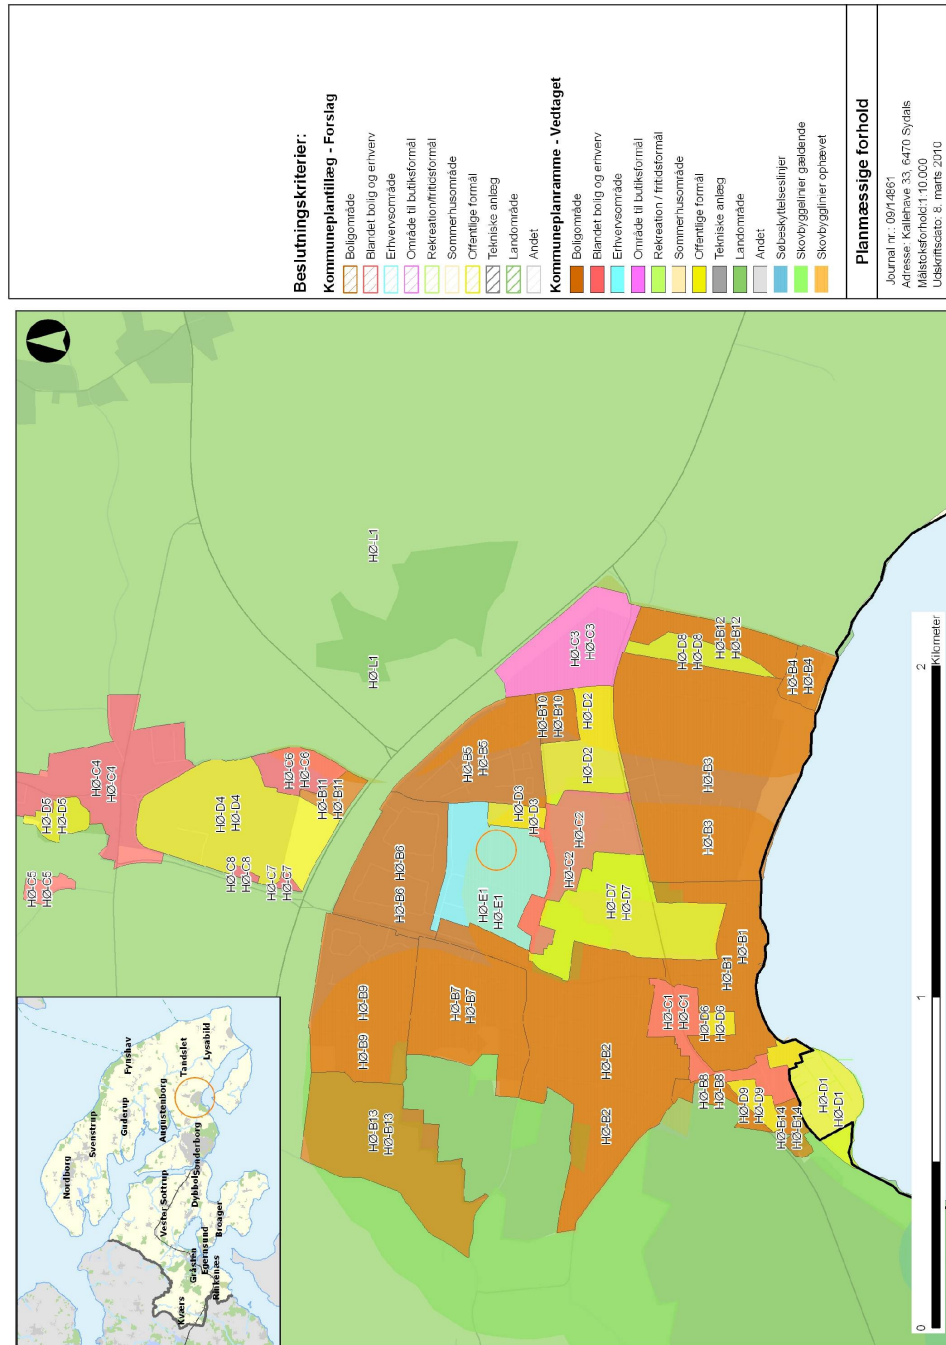 Beslutningskriterier:
Kommuneplantillæg - Forslag
Boligområde
Blandet bolig og erhverv
Erhvervsområde
Område til butiksformål
Rekreation/fritidsformål
Sommerhusområde
Offentlige formål
Tekniske anlæg
Landområde
Andet
Kommuneplanramme - Vedtaget
Boligområde
Blandet bolig og erhverv
Erhvervsområde
Område til butiksformål
Rekreation / fritidsformål
Sommerhusområde
Offentlige formål
Tekniske anlæg
Landområde
Andet
Søbeskyttelseslinjer
Skovbyggelinier gældende
Skovbygglinier ophævet
Planmæssige forhold
Journal nr.: 09/14861
Adresse: Kallehave 33, 6470 Sydals
Målstoksforhold:1:10.000
Udskriftsdato: 8. marts 2010
Nordborg
Svenstrup
Guderup
Fynshav
Augustenborg
Tandslet
Lysabild
Vester Sottrup
Dybbøl
Sønderborg
Gråsten
Egernsund
Broager
Rinkenæs
Kværs
HØ-C5
HØ-C5
HØ-D5
HØ-D5
HØ-C4
HØ-C4
HØ-D4
HØ-D4
HØ-C8
HØ-C8
HØ-C7
HØ-C7
HØ-C6
HØ-C6
HØ-B11
HØ-B11
HØ-L1
HØ-L1
HØ-B9
HØ-B9
HØ-B6
HØ-B6
HØ-B5
HØ-B5
HØ-B13
HØ-B13
HØ-B7
HØ-B7
HØ-E1
HØ-E1
HØ-D3
HØ-D3
HØ-B10
HØ-B10
HØ-C3
HØ-C3
HØ-D2
HØ-D2
HØ-C2
HØ-C2
HØ-B2
HØ-B2
HØ-D7
HØ-D7
HØ-C1
HØ-C1
HØ-B3
HØ-B3
HØ-D8
HØ-D8
HØ-B12
HØ-B12
HØ-B4
HØ-B4
HØ-B1
HØ-B1
HØ-D6
HØ-D6
HØ-B8
HØ-B8
HØ-D9
HØ-D9
HØ-B14
HØ-B14
HØ-D1
HØ-D1
0
1
2
Kilometer